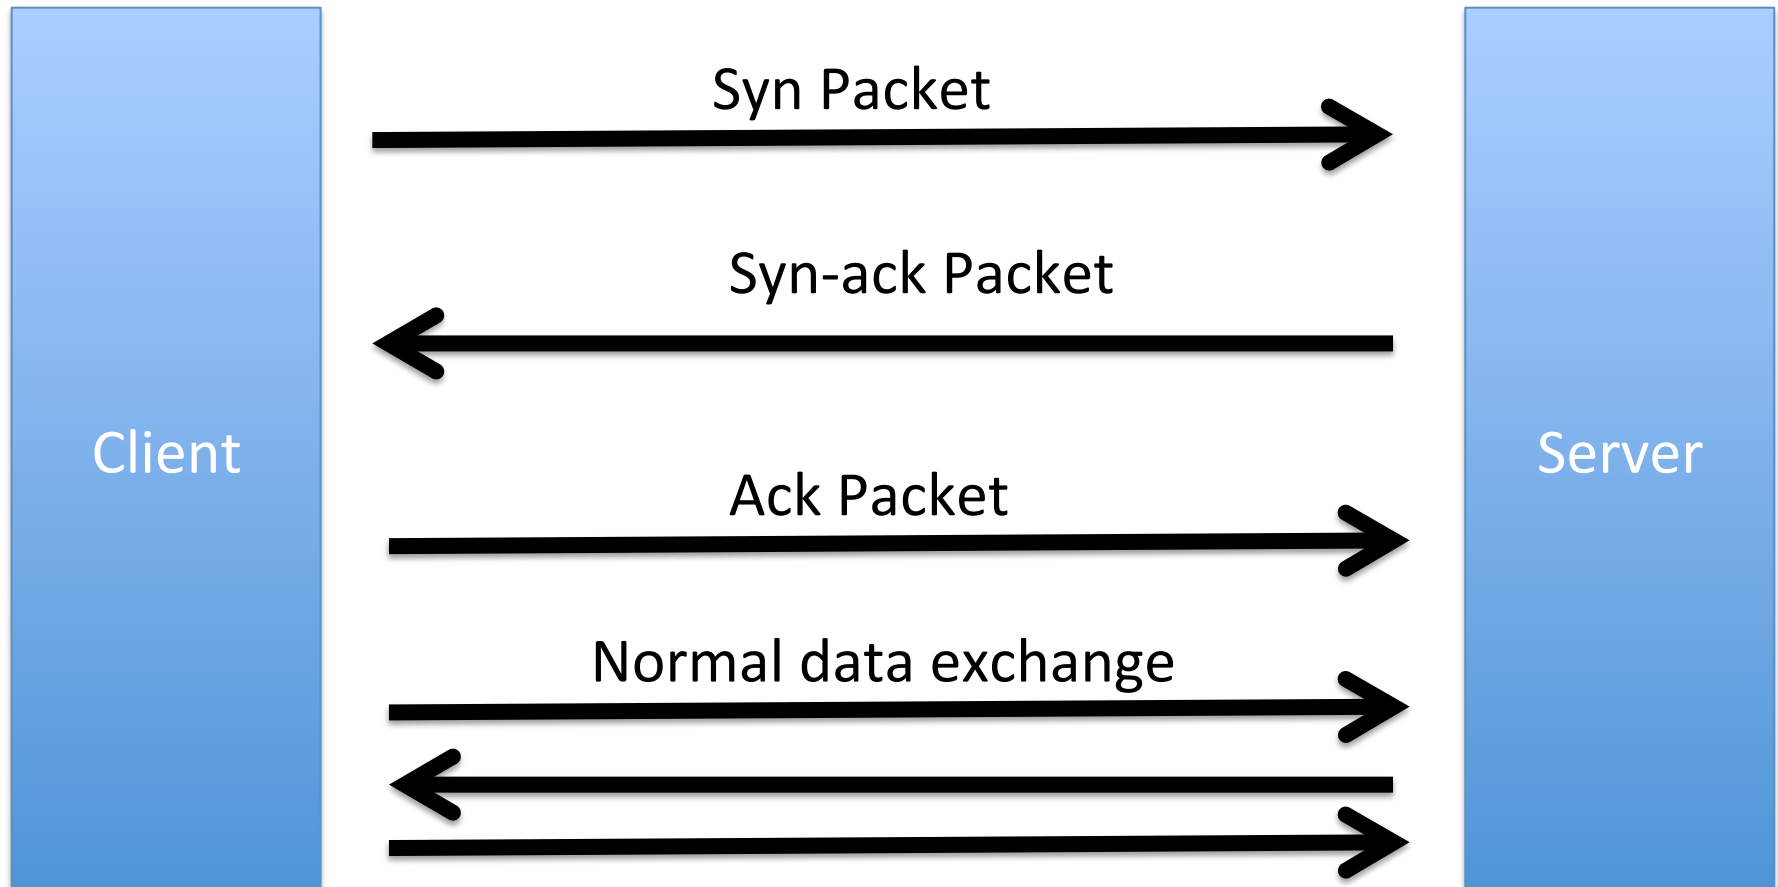 Syn Packet
Syn-ack Packet
Client
Server
Ack Packet
Normal data exchange